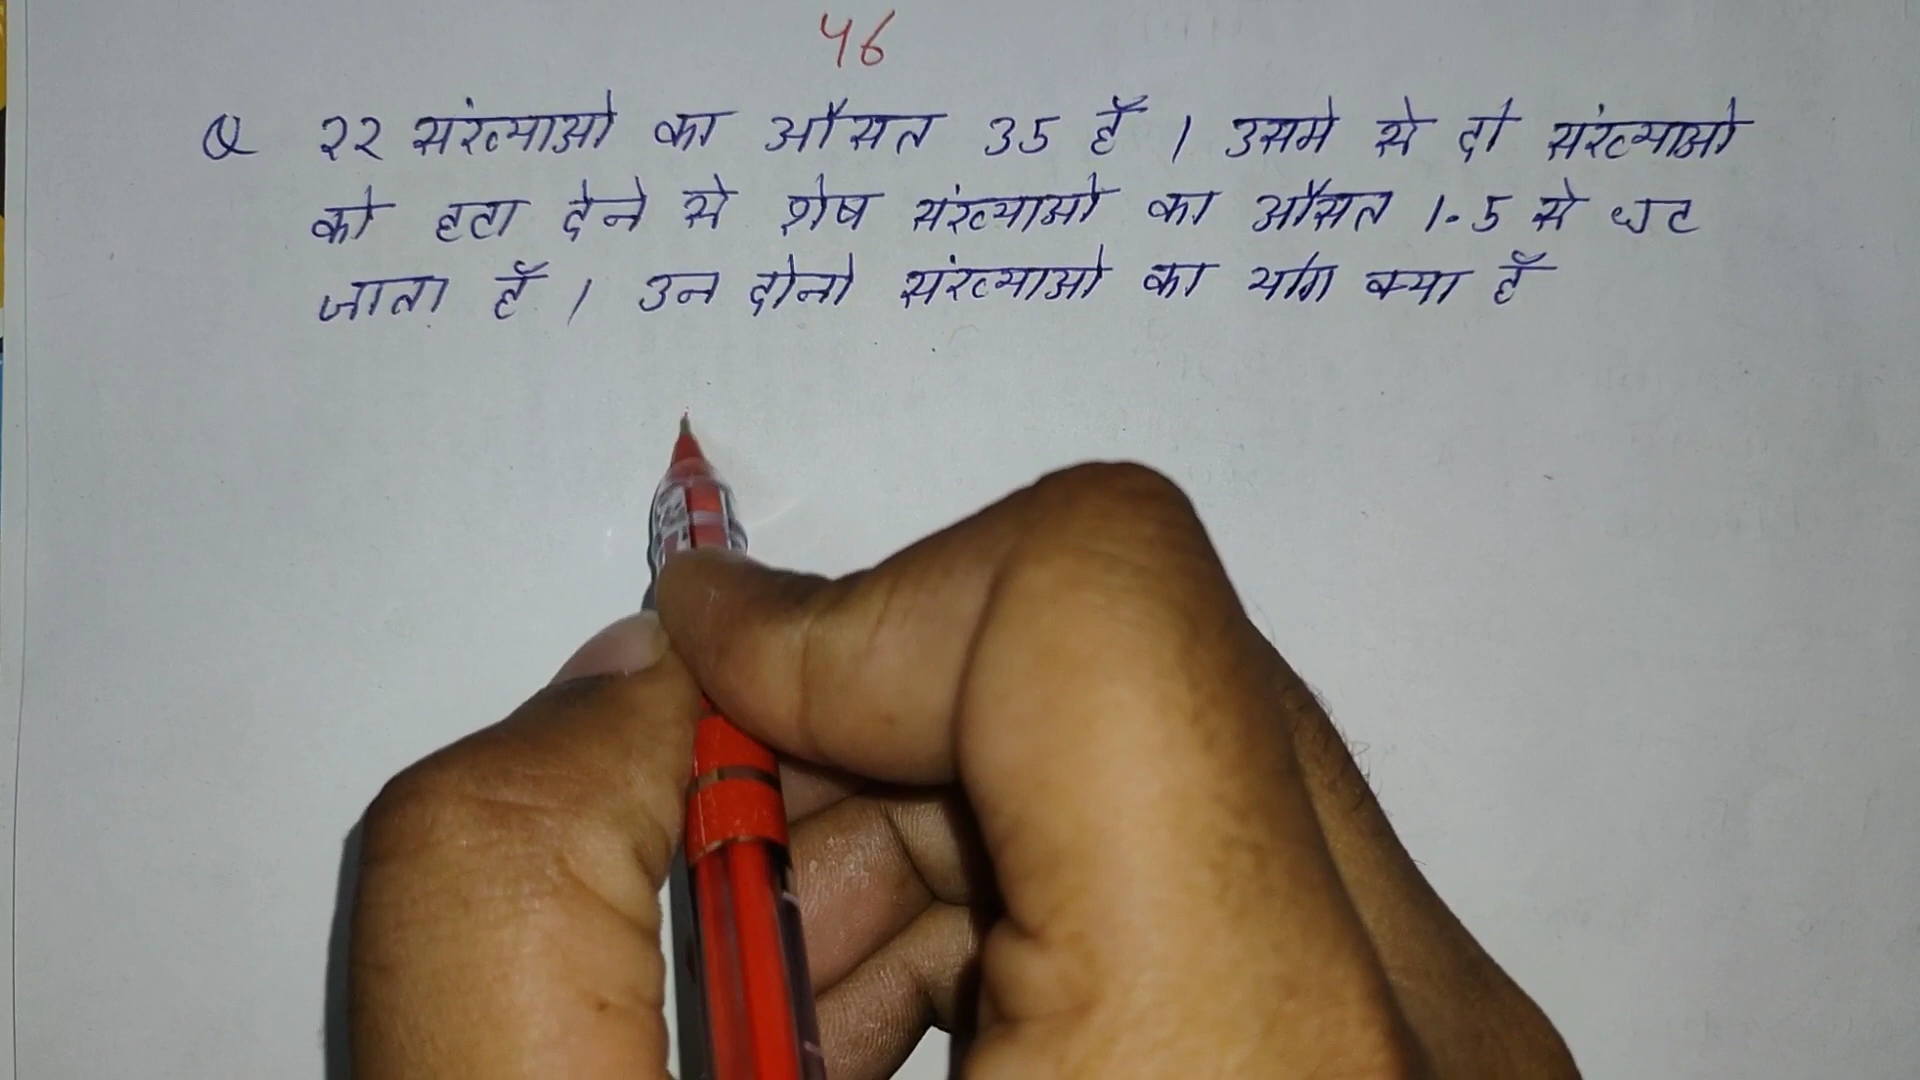 46
Q 22 संख्याओ का औसत 35 है । उसमे से दो संख्याओ
को हटा देने से शेष संख्याओ का औसत 1.5 से घट
जाता है । उन दोनो संख्याओ का योग क्या है